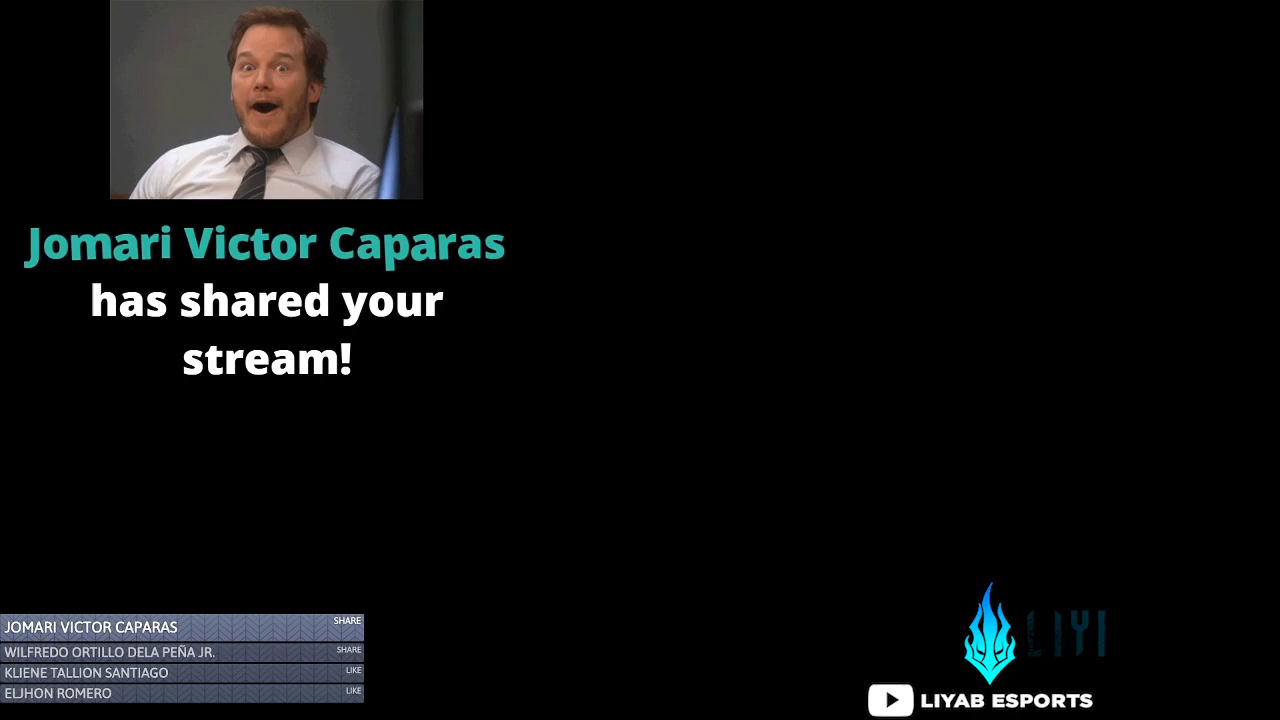 Jomari Victor Caparas
has shared your
stream!
JOMARI VICTOR CAPARAS SHARE
WILFREDO ORTILLO DELA PEÑA JR. SHARE
KLIENE TALLION SANTIAGO LIKE
ELJHON ROMERO LIKE
LIYAB ESPORTS